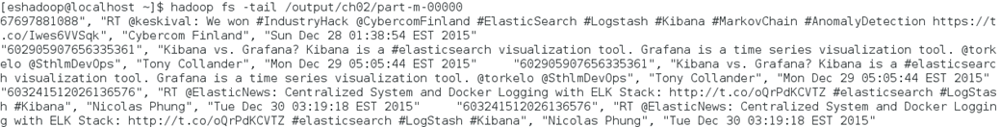 [eshadoop@localhost ~]$ hadoop fs -tail /output/ch02/part-m-00000
67697881088", "RT @keskival: We won #IndustryHack @CybercomFinland #ElasticSearch #Logstash #Kibana #MarkovChain #AnomalyDetection https://t
.co/Iwes6VVSqk", "Cybercom Finland", "Sun Dec 28 01:38:54 EST 2015"
"602905907656335361", "Kibana vs. Grafana? Kibana is a #elasticsearch visualization tool. Grafana is a time series visualization tool. @tork
elo @SthlmDevOps", "Tony Collander", "Mon Dec 29 05:05:44 EST 2015"     "602905907656335361", "Kibana vs. Grafana? Kibana is a #elasticsearc
h visualization tool. Grafana is a time series visualization tool. @torkelo @SthlmDevOps", "Tony Collander", "Mon Dec 29 05:05:44 EST 2015"
"603241512026136576", "RT @ElasticNews: Centralized System and Docker Logging with ELK Stack: http://t.co/oQrPdKCVTZ #elasticsearch #LogStas
h #Kibana", "Nicolas Phung", "Tue Dec 30 03:19:18 EST 2015"     "603241512026136576", "RT @ElasticNews: Centralized System and Docker Loggin
g with ELK Stack: http://t.co/oQrPdKCVTZ #elasticsearch #LogStash #Kibana", "Nicolas Phung", "Tue Dec 30 03:19:18 EST 2015"